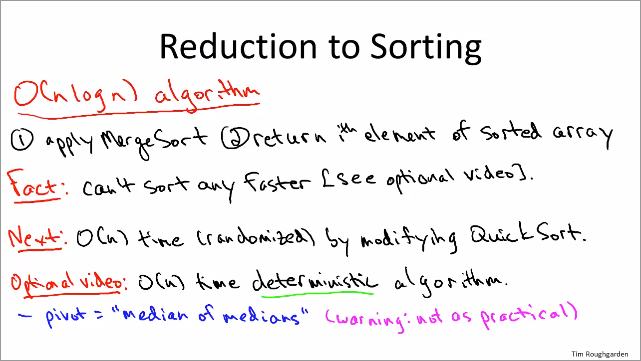 Reduction to Sorting
O(n log n) algorithm
① apply MergeSort ② return ith element of sorted array
Fact: can't sort any faster [see optional video].
Next: O(n) time (randomized) by modifying QuickSort.
Optional video: O(n) time deterministic algorithm.
- pivot = "median of medians" (warning: not as practical)
Tim Roughgarden